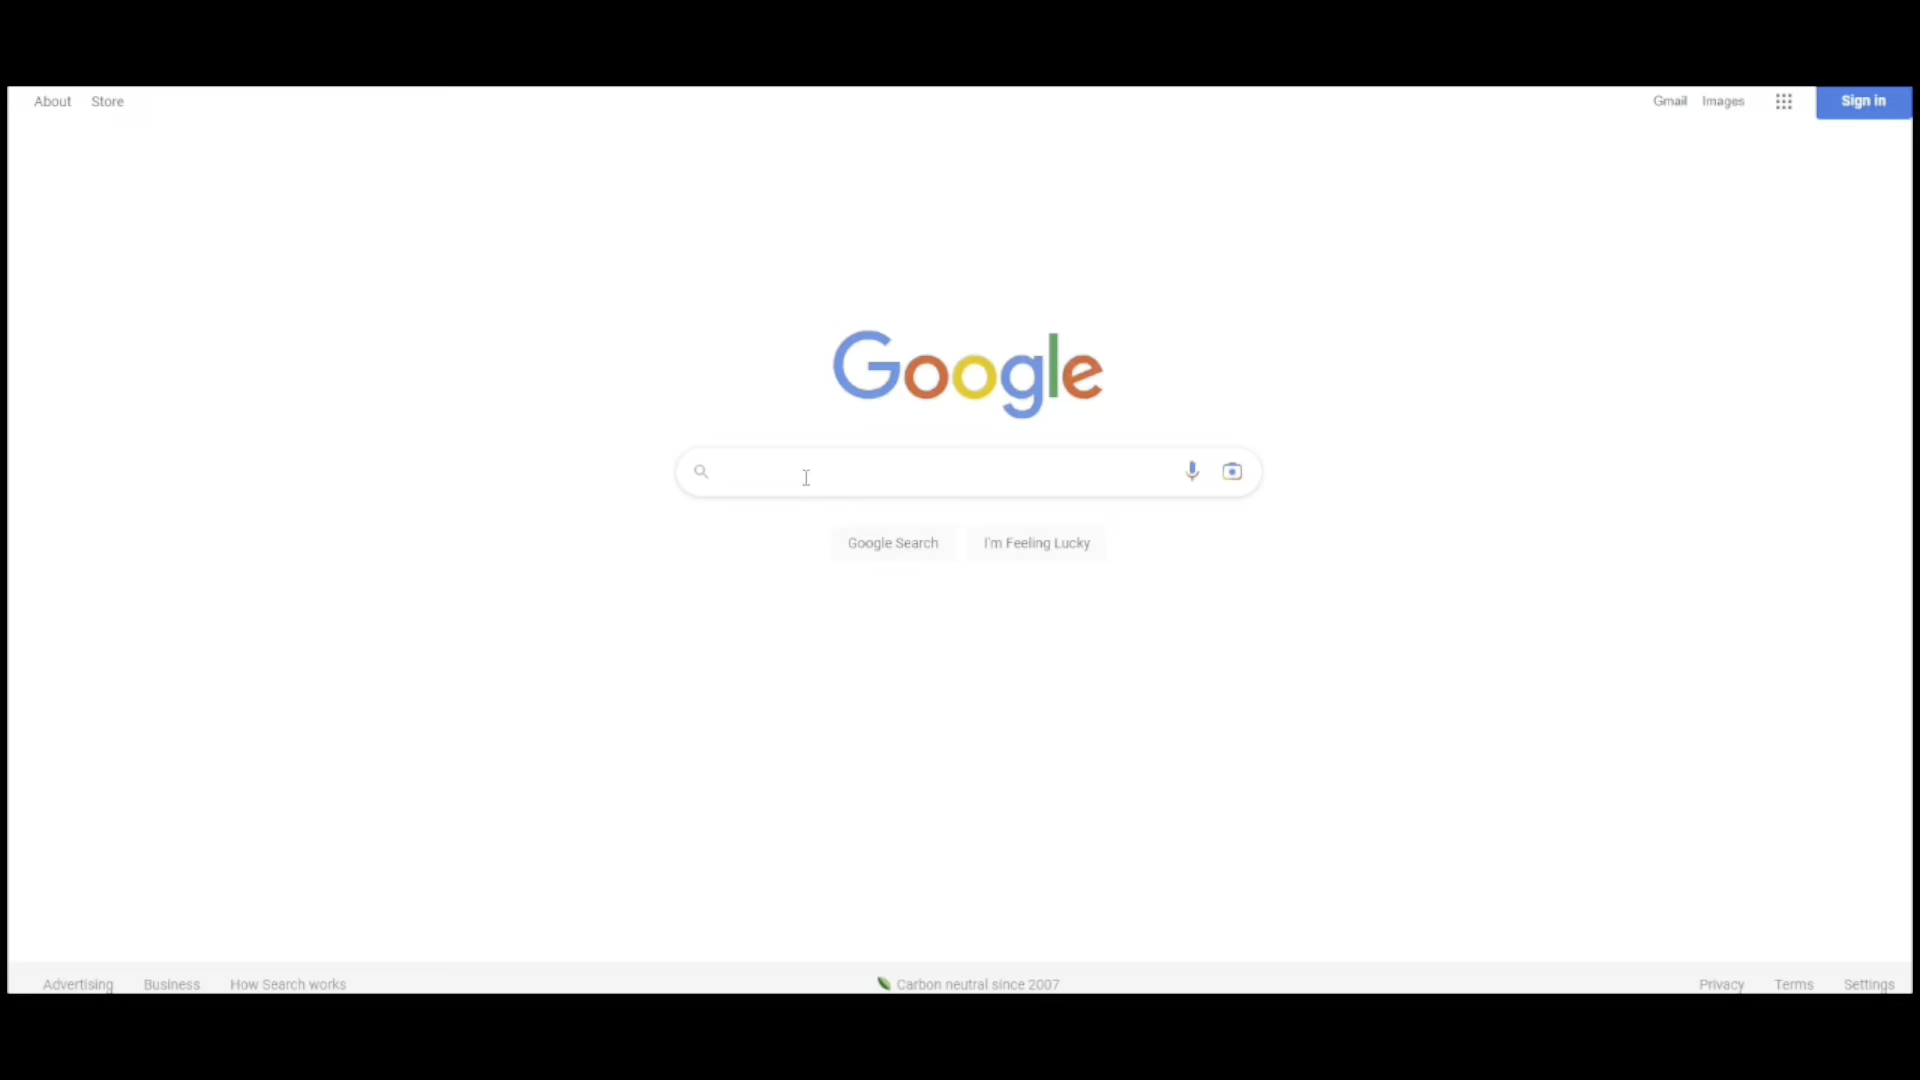 About Store
Gmail Images Sign in
Google
Google Search I'm Feeling Lucky
Advertising Business How Search works
Carbon neutral since 2007
Privacy Terms Settings